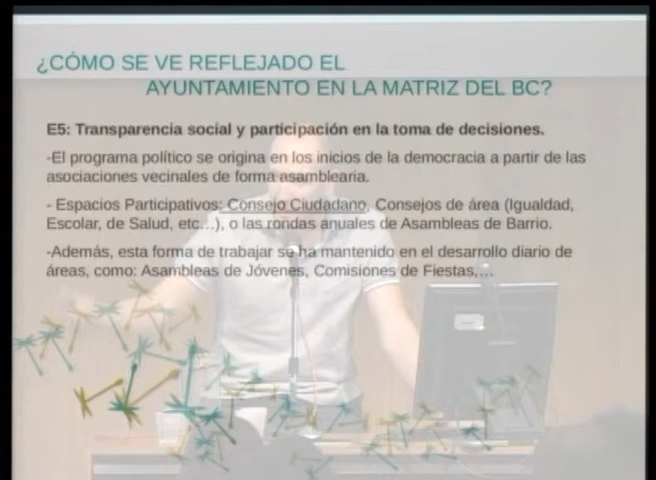 ¿CÓMO SE VE REFLEJADO EL
AYUNTAMIENTO EN LA MATRIZ DEL BC?
E5: Transparencia social y participación en la toma de decisiones.
-El programa político se origina en los inicios de la democracia a partir de las
asociaciones vecinales de forma asamblearia.
- Espacios Participativos: Consejo Ciudadano, Consejos de área (Igualdad,
Escolar, de Salud, etc...), o las rondas anuales de Asambleas de Barrio.
-Además, esta forma de trabajar se ha mantenido en el desarrollo diario de
áreas, como: Asambleas de Jóvenes, Comisiones de Fiestas,...